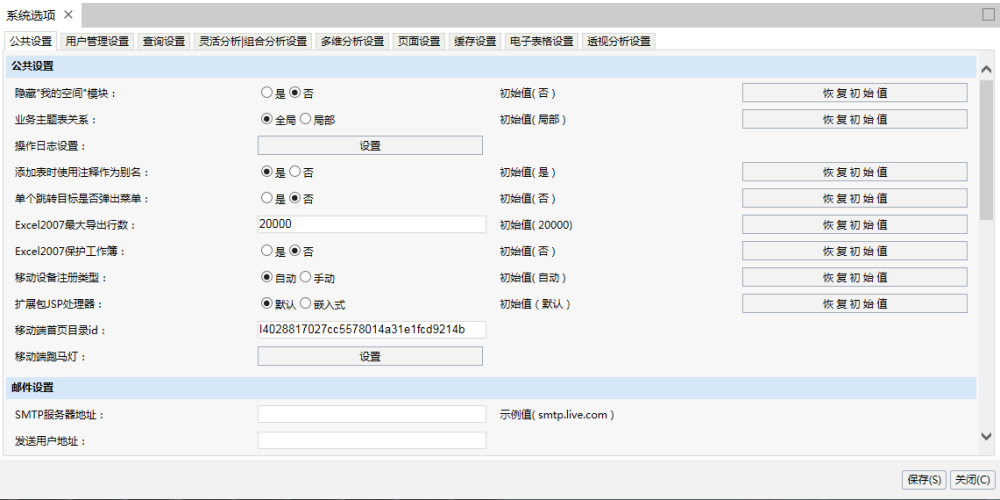 系统选项 ×
公共设置 用户管理设置 查询设置 灵活分析|组合分析设置 多维分析设置 页面设置 缓存设置 电子表格设置 透视分析设置
公共设置
隐蔽"我的空间"模块： 是 否 初始值( 否 ) 恢复初始值
业务主题表关系： 全局 局部 初始值( 局部 ) 恢复初始值
操作日志设置： 设置
添加表时使用注释作为别名： 是 否 初始值( 是 ) 恢复初始值
单个跳转目标是否弹出菜单： 是 否 初始值( 否 ) 恢复初始值
Excel2007最大导出行数： 20000 初始值( 20000) 恢复初始值
Excel2007保护工作簿： 是 否 初始值( 否 ) 恢复初始值
移动设备注册类型： 自动 手动 初始值( 自动 ) 恢复初始值
扩展包JSP处理器： 默认 嵌入式 初始值 ( 默认 ) 恢复初始值
移动端首页目录id： I4028817027cc5578014a31e1fcd9214b
移动端跑马灯： 设置
邮件设置
SMTP服务器地址： 示例值( smtp.live.com )
发送用户地址：
保存(S) 关闭(C)